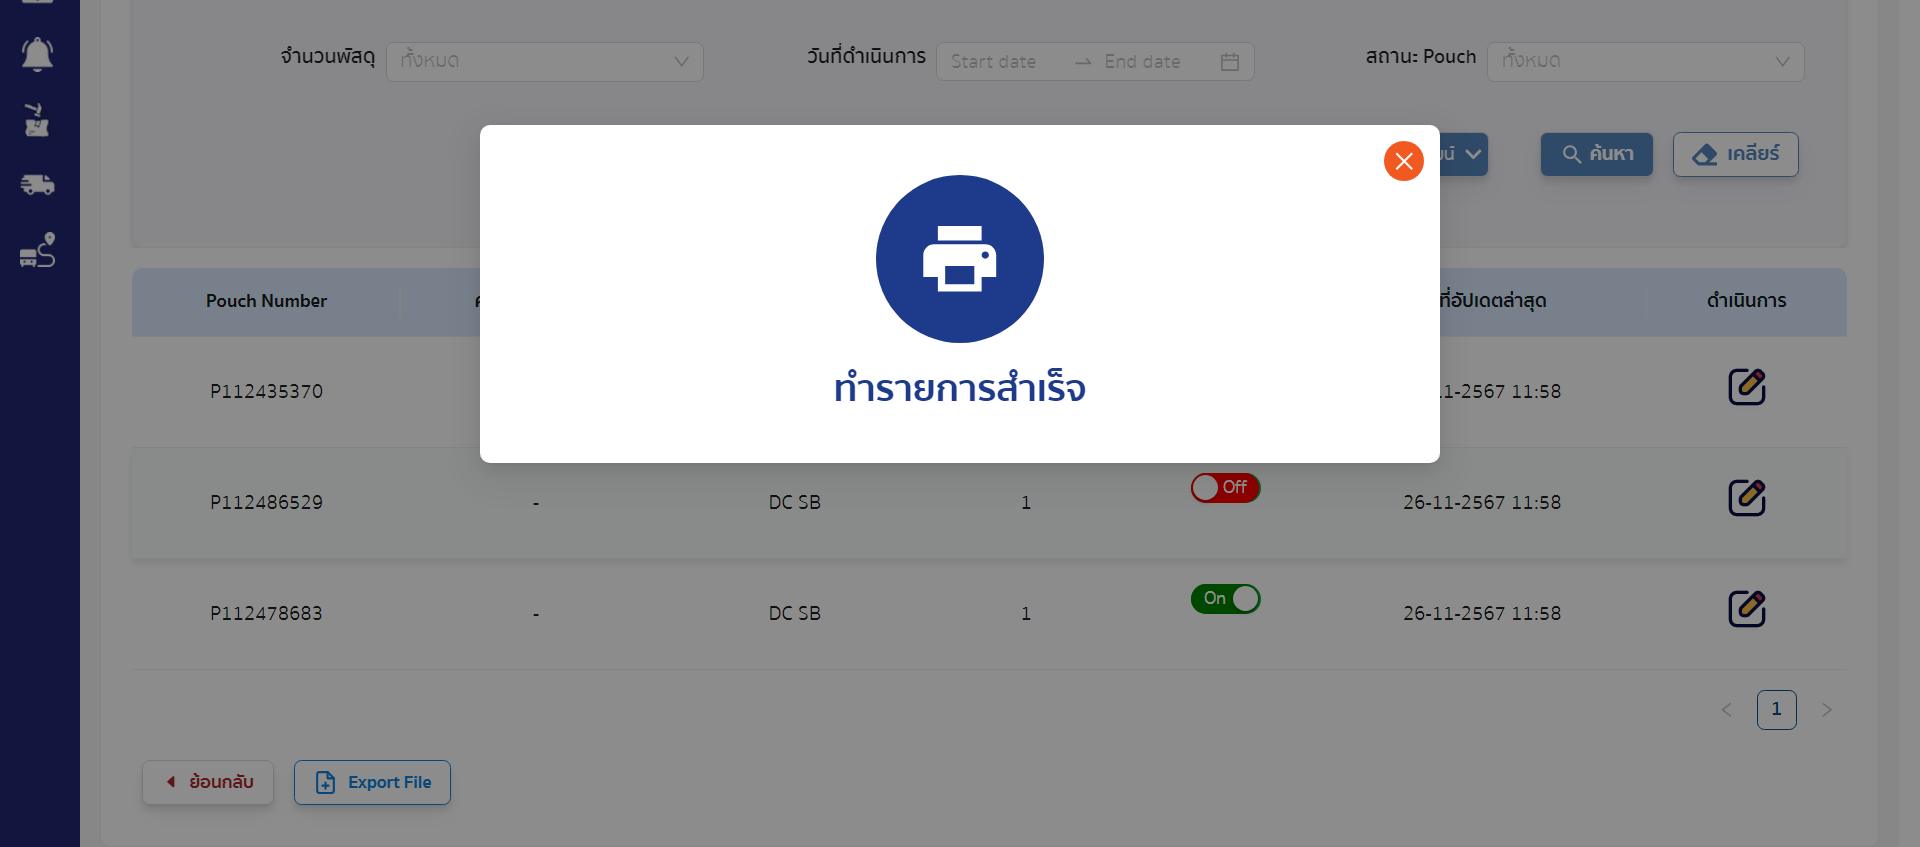 จำนวนพัสดุ ทั้งหมด วันที่ดำเนินการ Start date End date สถานะ Pouch ทั้งหมด
ค้นหา เคลียร์
Pouch Number ที่อัปเดตล่าสุด ดำเนินการ
ทำรายการสำเร็จ
P112435370 11-2567 11:58
P112486529 - DC SB 1 Off 26-11-2567 11:58
P112478683 - DC SB 1 On 26-11-2567 11:58
1
ย้อนกลับ Export File